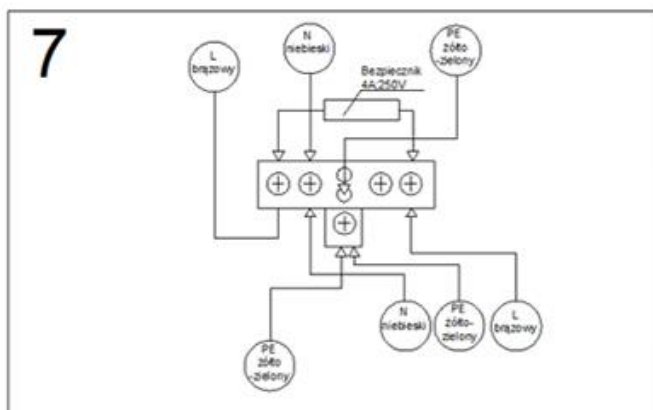 7
L
brązowy
N
niebieski
PE
żółto
-zielony
Bezpiecznik
4A;250V
N
niebieski
PE
żółto-
zielony
L
brązowy
PE
żółto
-zielony